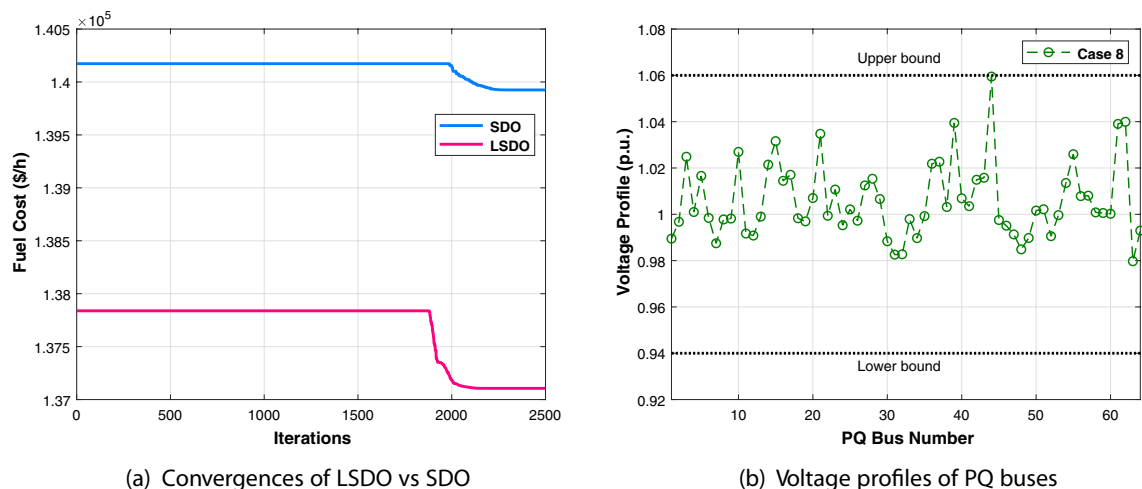 ×10⁵
1.405
1.4
1.395
1.39
1.385
1.38
1.375
1.37
Fuel Cost ($/h)
SDO
LSDO
0 500 1000 1500 2000 2500
Iterations
(a) Convergences of LSDO vs SDO
1.08
1.06
1.04
1.02
1
0.98
0.96
0.94
0.92
Voltage Profile (p.u.)
Upper bound
Case 8
Lower bound
10 20 30 40 50 60
PQ Bus Number
(b) Voltage profiles of PQ buses